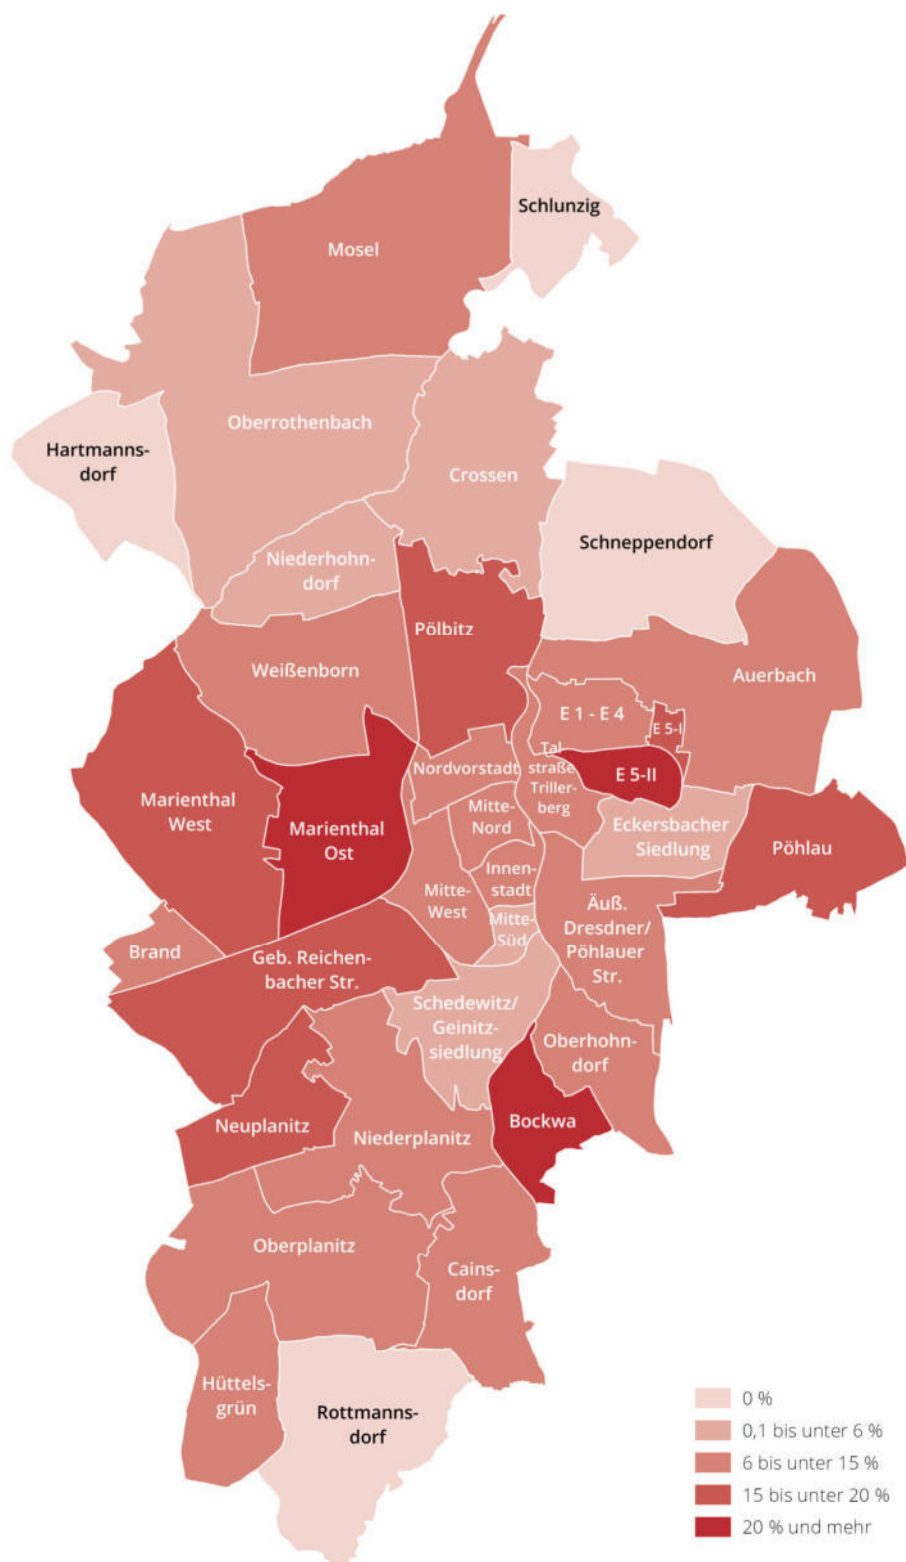 Schlunzig
Mosel
Oberrothenbach
Hartmanns-
dorf
Crossen
Schneppendorf
Niederhohn-
dorf
Pölbitz
Weißenborn
Auerbach
E 1 - E 4
E 5-I
Tal
straße
Triller-
berg
E 5-II
Nordvorstadt
Marienthal
West
Marienthal
Ost
Mitte-
Nord
Eckersbacher
Siedlung
Pöhlau
Innen-
stadt
Mitte-
West
Mitte-
Süd
Äuß.
Dresdner/
Pöhlauer
Str.
Brand
Geb. Reichen-
bacher Str.
Schedewitz/
Geinitz-
siedlung
Oberhohn-
dorf
Neuplanitz
Niederplanitz
Bockwa
Oberplanitz
Cains-
dorf
Hüttels-
grün
Rottmanns-
dorf
0 %
0,1 bis unter 6 %
6 bis unter 15 %
15 bis unter 20 %
20 % und mehr